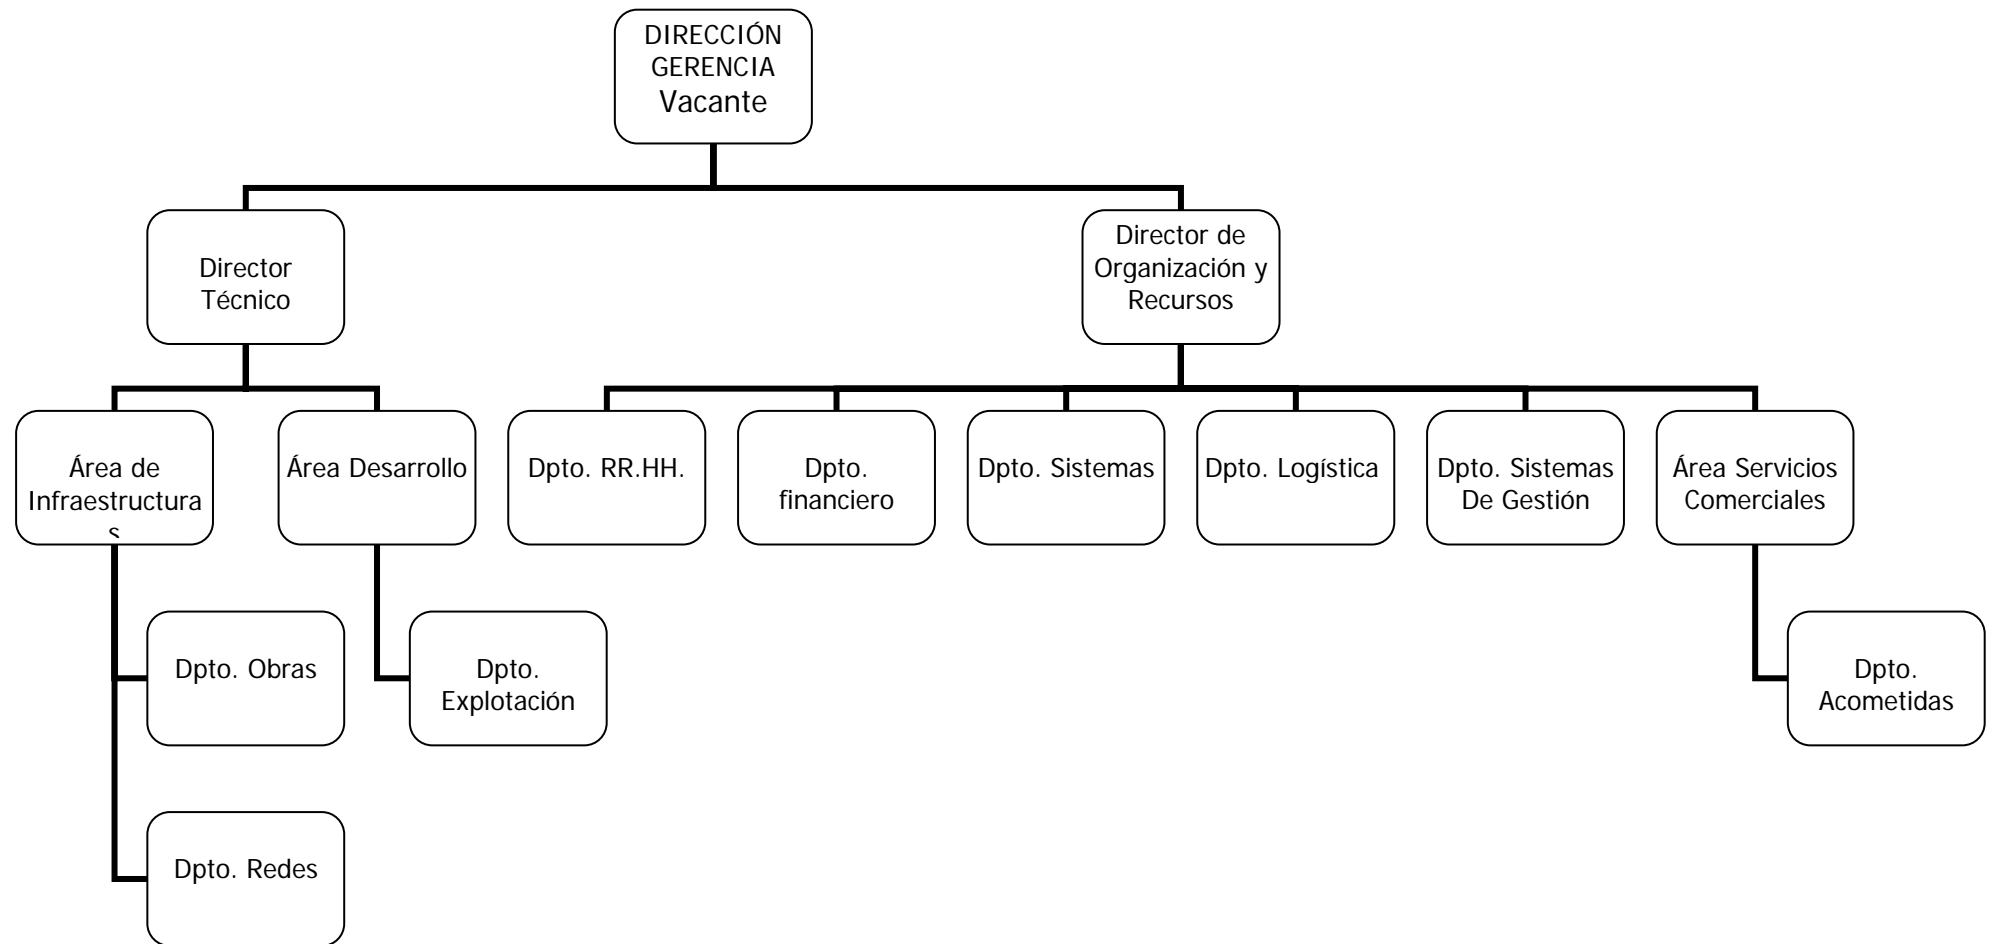 DIRECCIÓN
GERENCIA
Vacante
Director
Técnico
Director de
Organización y
Recursos
Área de
Infraestructura
s
Área Desarrollo
Dpto. RR.HH.
Dpto.
financiero
Dpto. Sistemas
Dpto. Logística
Dpto. Sistemas
De Gestión
Área Servicios
Comerciales
Dpto. Obras
Dpto.
Explotación
Dpto.
Acometidas
Dpto. Redes